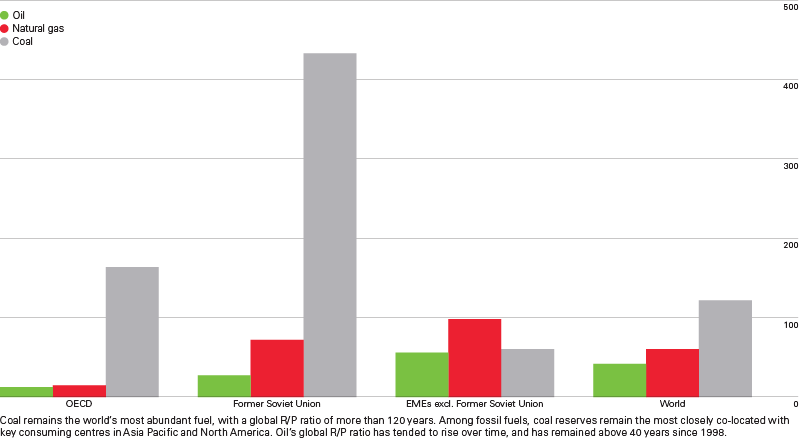 500
Oil
Natural gas
Coal
400
300
200
100
0
OECD
Former Soviet Union
EMEs excl. Former Soviet Union
World
Coal remains the world's most abundant fuel, with a global R/P ratio of more than 120 years. Among fossil fuels, coal reserves remain the most closely co-located with
key consuming centres in Asia Pacific and North America. Oil's global R/P ratio has tended to rise over time, and has remained above 40 years since 1998.